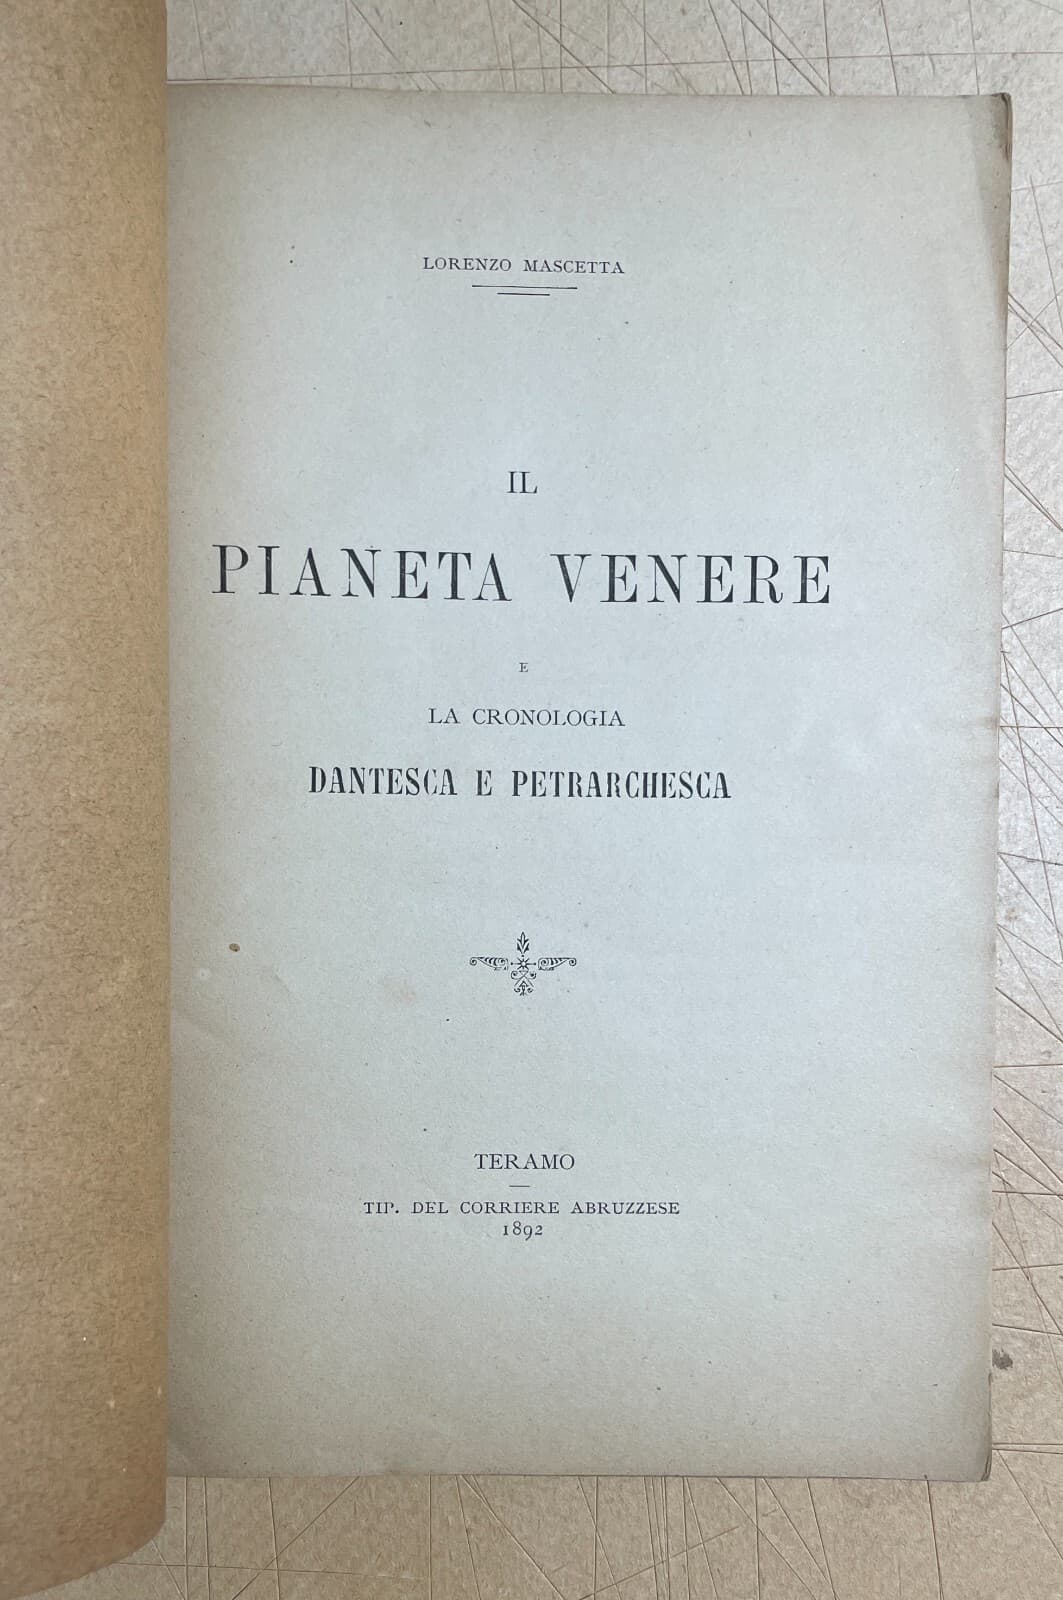 LORENZO MASCETTA
IL
PIANETA VENERE
E
LA CRONOLOGIA
DANTESCA E PETRARCHESCA
TERAMO
TIP. DEL CORRIERE ABRUZZESE
1892